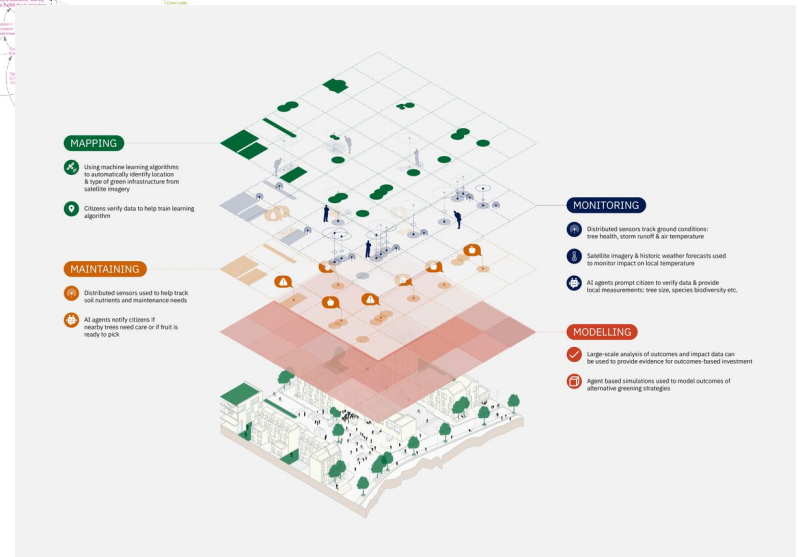 Community
MAPPING
Using machine learning algorithms
to automatically identify location
& type of green infrastructure from
satellite imagery
Citizens verify data to help train learning
algorithm
MONITORING
Distributed sensors track ground conditions:
tree health, storm runoff & air temperature
Satellite imagery & historic weather forecasts used
to monitor impact on local temperature
AI agents prompt citizen to verify data & provide
local measurements: tree size, species biodiversity etc.
MAINTAINING
Distributed sensors used to help track
soil nutrients and maintenance needs
AI agents notify citizens if
nearby trees need care or if fruit is
ready to pick
MODELLING
Large-scale analysis of outcomes and impact data can
be used to provide evidence for outcomes-based investment
Agent based simulations used to model outcomes of
alternative greening strategies